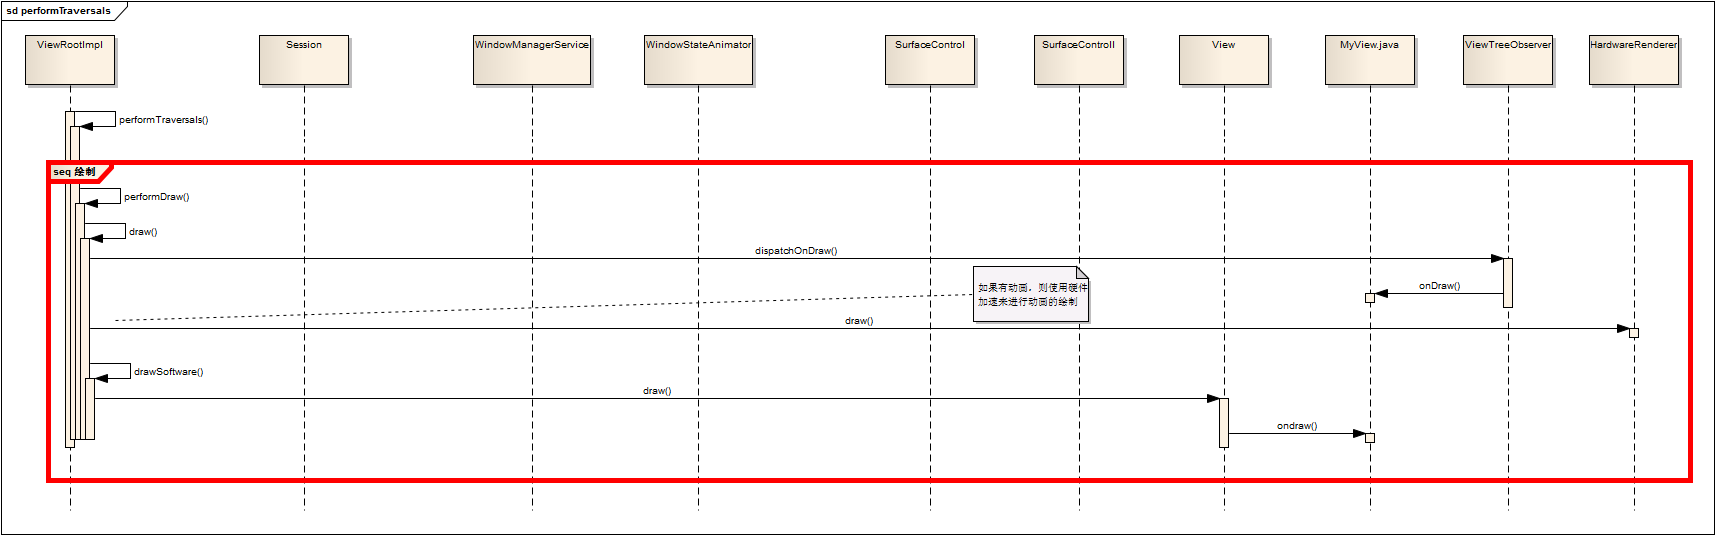 sd performTraversals
ViewRootImpl
Session
WindowManagerService
WindowStateAnimator
SurfaceControl
SurfaceControll
View
MyView.java
ViewTreeObserver
HardwareRenderer
performTraversals()
seq 绘制
performDraw()
draw()
dispatchOnDraw()
如果有动画，则使用硬件
加速来进行动画的绘制
onDraw()
draw()
drawSoftware()
draw()
ondraw()